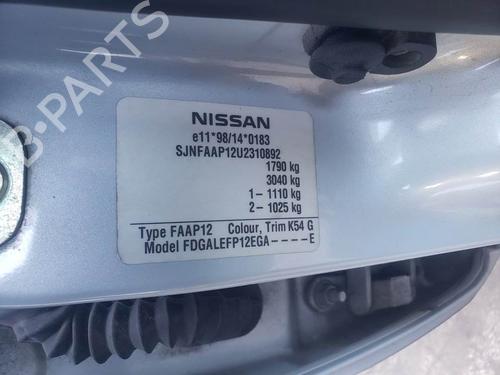 NISSAN
e11*98/14*0183
SJNFAAP12U2310892
1790 kg
3040 kg
1- 1110 kg
2- 1025 kg
Type FAAP12 Colour, Trim K54 G
Model FDGALEFP12EGA-----E
B-PARTS